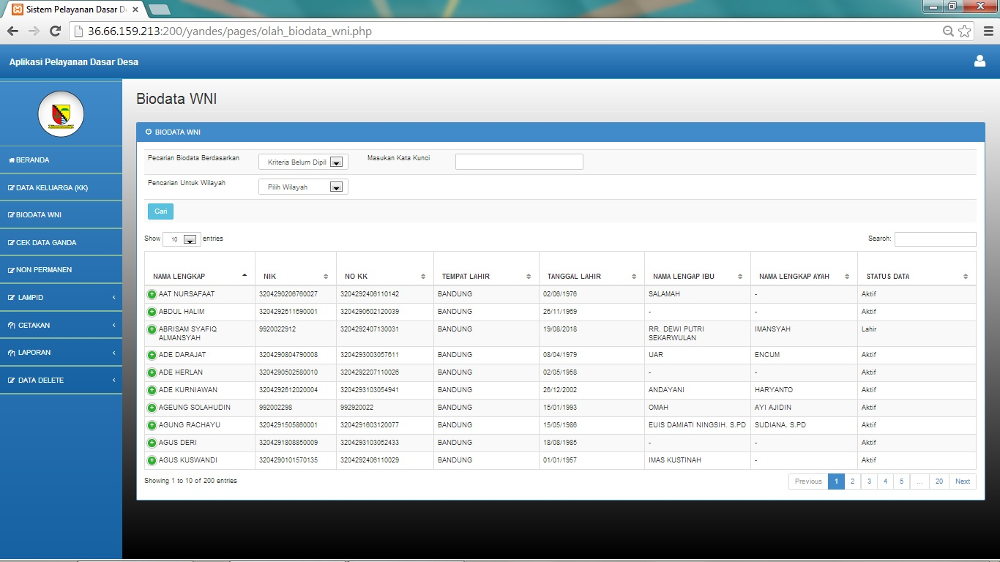 Sistem Pelayanan Dasar D
36.66.159.213:200/yandes/pages/olah_biodata_wni.php
Aplikasi Pelayanan Dasar Desa
BERANDA
DATA KELUARGA (KK)
BIODATA WNI
CEK DATA GANDA
NON PERMANEN
LAMPID
CETAKAN
LAPORAN
DATA DELETE
Biodata WNI
BIODATA WNI
Pecarian Biodata Berdasarkan Kriteria Belum Dipil Masukan Kata Kunci
Pencarian Untuk Wilayah Pilih Wilayah
Cari
Show 10 entries Search:
NAMA LENGKAP NIK NO KK TEMPAT LAHIR TANGGAL LAHIR NAMA LENGAP IBU NAMA LENGKAP AYAH STATUS DATA
AAT NURSAFAAT 3204290206760027 3204292406110142 BANDUNG 02/06/1976 SALAMAH - Aktif
ABDUL HALIM 3204292611690001 3204290602120039 BANDUNG 26/11/1969 - - Aktif
ABRISAM SYAFIQ 9920022912 3204292407130031 BANDUNG 19/08/2018 RR. DEWI PUTRI IMANSYAH Lahir
ALMANSYAH SEKARWULAN
ADE DARAJAT 3204290804790008 3204293003057611 BANDUNG 08/04/1979 UAR ENCUM Aktif
ADE HERLAN 3204290502580010 3204292207110026 BANDUNG 02/05/1958 - - Aktif
ADE KURNIAWAN 3204292612020004 3204293103054941 BANDUNG 26/12/2002 ANDAYANI HARYANTO Aktif
AGEUNG SOLAHUDIN 992002298 992920022 BANDUNG 15/01/1993 OMAH AYI AJIDIN Aktif
AGUNG RACHAYU 3204291505860001 3204291603120077 BANDUNG 15/05/1986 EUIS DAMIATI NINGSIH. S.PD SUDIANA. S.PD Aktif
AGUS DERI 3204291808850009 3204293103052433 BANDUNG 18/08/1985 - - Aktif
AGUS KUSWANDI 3204290101570135 3204292406110029 BANDUNG 01/01/1957 IMAS KUSTINAH - Aktif
Showing 1 to 10 of 200 entries Previous 1 2 3 4 5 ... 20 Next